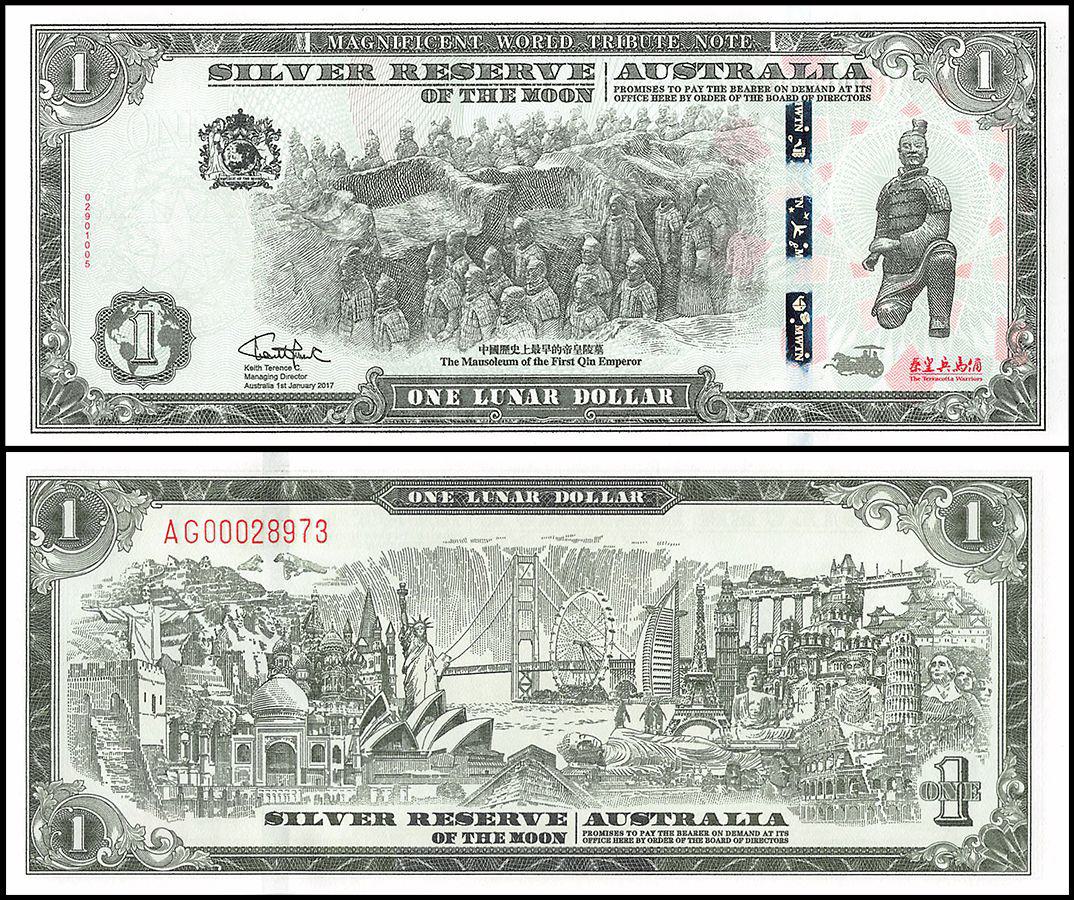 1
MAGNIFICENT WORLD TRIBUTE NOTE
1
SILVER RESERVE
OF THE MOON
AUSTRALIA
PROMISES TO PAY THE BEARER ON DEMAND AT ITS
OFFICE HERE BY ORDER OF THE BOARD OF DIRECTORS
MWTN
MWTN
02901005
1
Keith Terence C.
Managing Director
Australia 1st January 2017
中國歷史上最早的帝皇陵墓
The Mausoleum of the First Qin Emperor
秦皇兵馬俑
The Terracotta Warriors
ONE LUNAR DOLLAR
1
ONE LUNAR DOLLAR
1
AG00028973
1
1
ONE
SILVER RESERVE
OF THE MOON
AUSTRALIA
PROMISES TO PAY THE BEARER ON DEMAND AT ITS
OFFICE HERE BY ORDER OF THE BOARD OF DIRECTORS